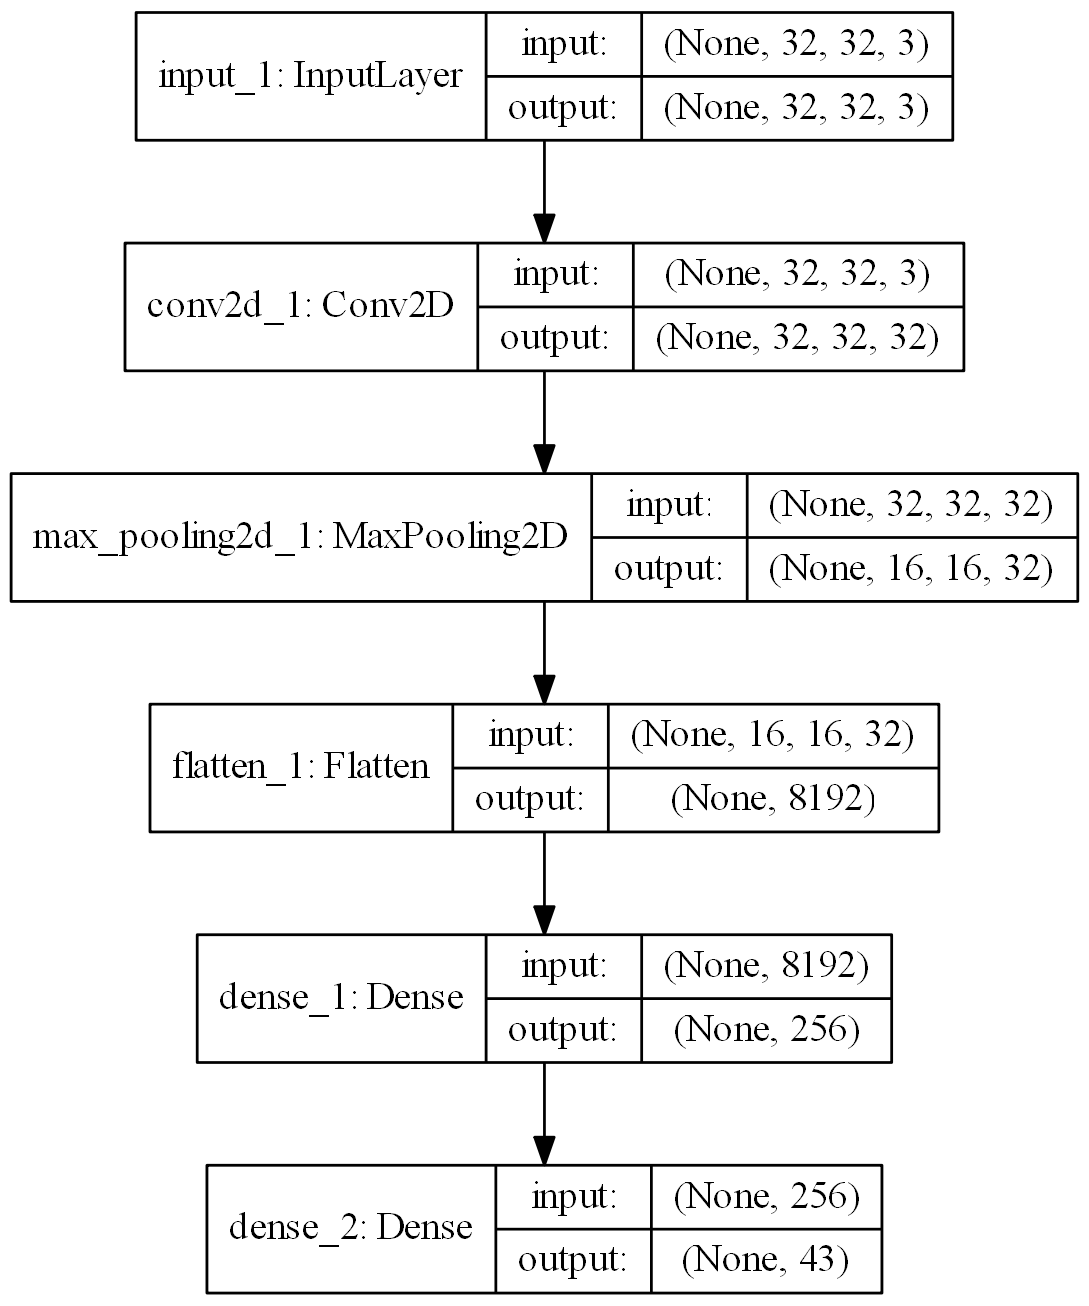 input_1: InputLayer
input:
(None, 32, 32, 3)
output:
(None, 32, 32, 3)
conv2d_1: Conv2D
input:
(None, 32, 32, 3)
output:
(None, 32, 32, 32)
max_pooling2d_1: MaxPooling2D
input:
(None, 32, 32, 32)
output:
(None, 16, 16, 32)
flatten_1: Flatten
input:
(None, 16, 16, 32)
output:
(None, 8192)
dense_1: Dense
input:
(None, 8192)
output:
(None, 256)
dense_2: Dense
input:
(None, 256)
output:
(None, 43)